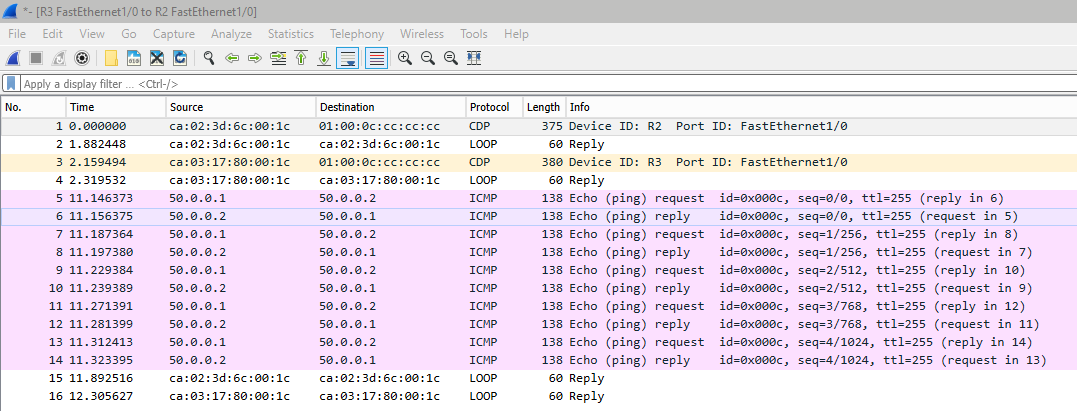 *- [R3 FastEthernet1/0 to R2 FastEthernet1/0]
File Edit View Go Capture Analyze Statistics Telephony Wireless Tools Help
Apply a display filter ... <Ctrl-/>
No. Time Source Destination Protocol Length Info
1 0.000000 ca:02:3d:6c:00:1c 01:00:0c:cc:cc:cc CDP 375 Device ID: R2 Port ID: FastEthernet1/0
2 1.882448 ca:02:3d:6c:00:1c ca:02:3d:6c:00:1c LOOP 60 Reply
3 2.159494 ca:03:17:80:00:1c 01:00:0c:cc:cc:cc CDP 380 Device ID: R3 Port ID: FastEthernet1/0
4 2.319532 ca:03:17:80:00:1c ca:03:17:80:00:1c LOOP 60 Reply
5 11.146373 50.0.0.1 50.0.0.2 ICMP 138 Echo (ping) request id=0x000c, seq=0/0, ttl=255 (reply in 6)
6 11.156375 50.0.0.2 50.0.0.1 ICMP 138 Echo (ping) reply id=0x000c, seq=0/0, ttl=255 (request in 5)
7 11.187364 50.0.0.1 50.0.0.2 ICMP 138 Echo (ping) request id=0x000c, seq=1/256, ttl=255 (reply in 8)
8 11.197380 50.0.0.2 50.0.0.1 ICMP 138 Echo (ping) reply id=0x000c, seq=1/256, ttl=255 (request in 7)
9 11.229384 50.0.0.1 50.0.0.2 ICMP 138 Echo (ping) request id=0x000c, seq=2/512, ttl=255 (reply in 10)
10 11.239389 50.0.0.2 50.0.0.1 ICMP 138 Echo (ping) reply id=0x000c, seq=2/512, ttl=255 (request in 9)
11 11.271391 50.0.0.1 50.0.0.2 ICMP 138 Echo (ping) request id=0x000c, seq=3/768, ttl=255 (reply in 12)
12 11.281399 50.0.0.2 50.0.0.1 ICMP 138 Echo (ping) reply id=0x000c, seq=3/768, ttl=255 (request in 11)
13 11.312413 50.0.0.1 50.0.0.2 ICMP 138 Echo (ping) request id=0x000c, seq=4/1024, ttl=255 (reply in 14)
14 11.323395 50.0.0.2 50.0.0.1 ICMP 138 Echo (ping) reply id=0x000c, seq=4/1024, ttl=255 (request in 13)
15 11.892516 ca:02:3d:6c:00:1c ca:02:3d:6c:00:1c LOOP 60 Reply
16 12.305627 ca:03:17:80:00:1c ca:03:17:80:00:1c LOOP 60 Reply